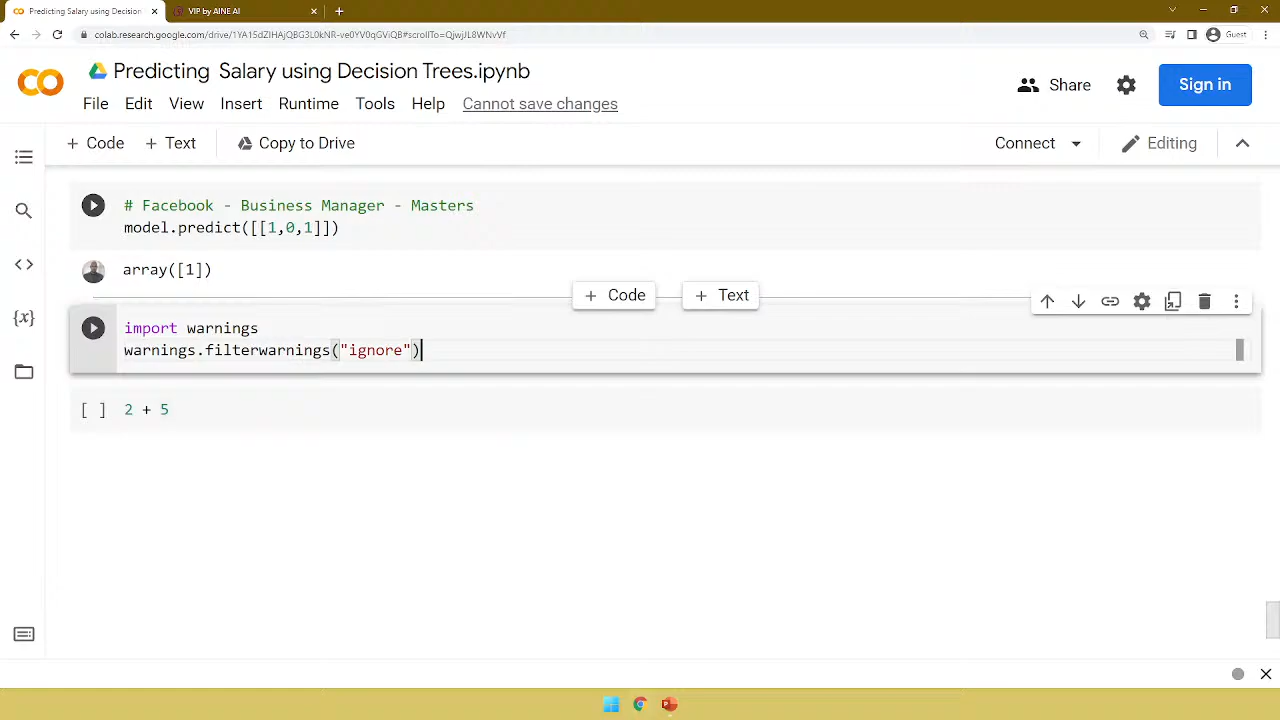 Predicting Salary using Decision
VIP by AINE AI
colab.research.google.com/drive/1YA15dZIHAjQBG3L0kNR-ve0YV0qGViQB#scrollTo=QjwjJL8WNvVf
Guest
Predicting Salary using Decision Trees.ipynb
Share
Sign in
File Edit View Insert Runtime Tools Help Cannot save changes
+ Code + Text Copy to Drive Connect Editing
# Facebook - Business Manager - Masters
model.predict([[1,0,1]])
array([1])
+ Code + Text
import warnings
warnings.filterwarnings("ignore")
[ ] 2 + 5